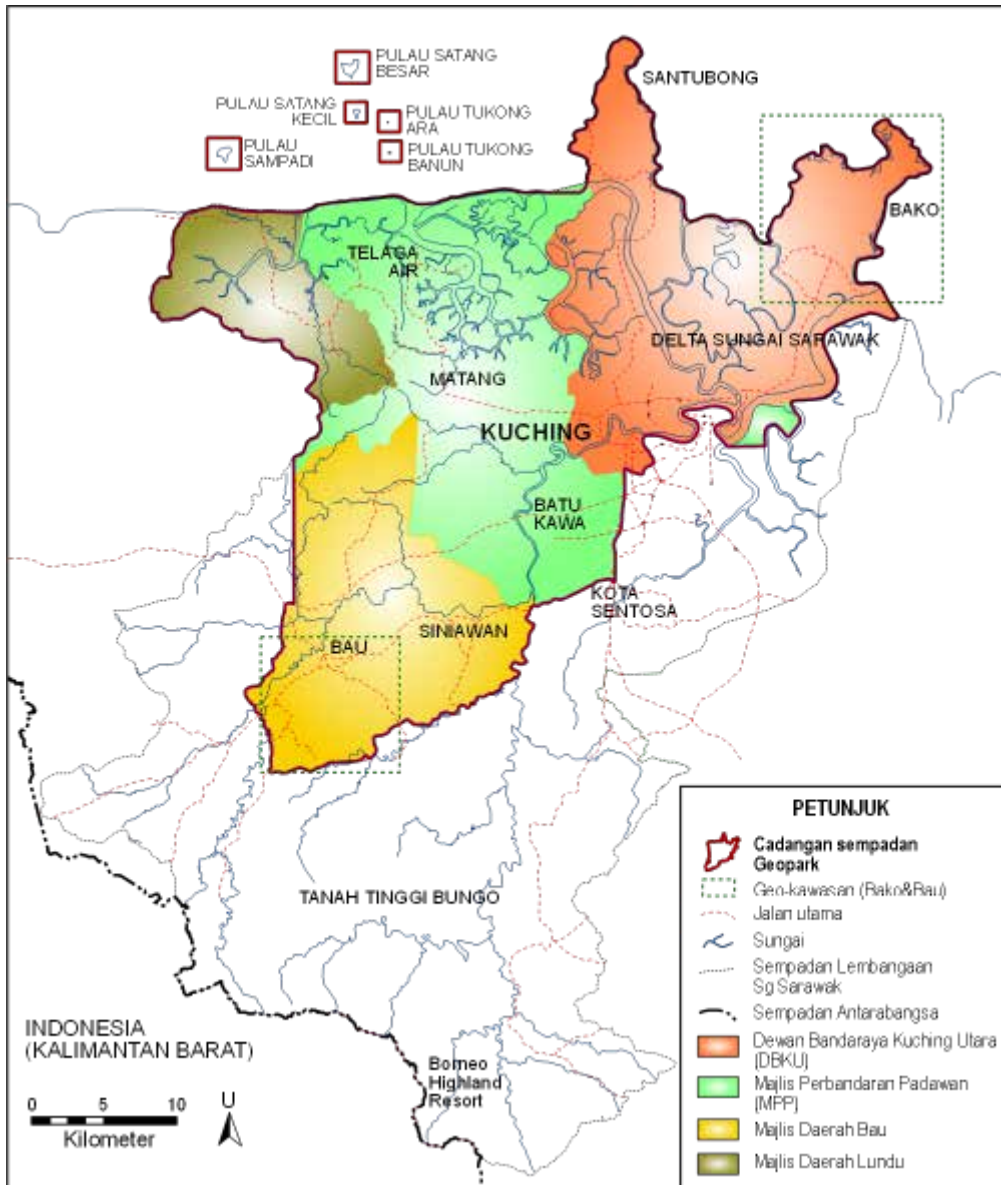 PULAU SATANG
BESAR
PULAU SATANG
KECIL
PULAU TUKONG
ARA
PULAU
SAMPADI
PULAU TUKONG
BANUN
SANTUBONG
BAKO
TELAGA
AIR
DELTA SUNGAI SARAWAK
MATANG
KUCHING
BATU
KAWA
KOTA
SENTOSA
SINIAWAN
BAU
TANAH TINGGI BUNGO
INDONESIA
(KALIMANTAN BARAT)
Borneo
Highland
Resort
0 5 10
Kilometer
U
PETUNJUK
Cadangan sempadan
Geopark
Geo-kawasan (Bako&Bau)
Jalan utama
Sungai
Sempadan Lembangaan
Sg Sarawak
Sempadan Antarabangsa
Dewan Bandaraya Kuching Utara
(DBKU)
Majlis Perbandaran Padawan
(MPP)
Majlis Daerah Bau
Majlis Daerah Lundu